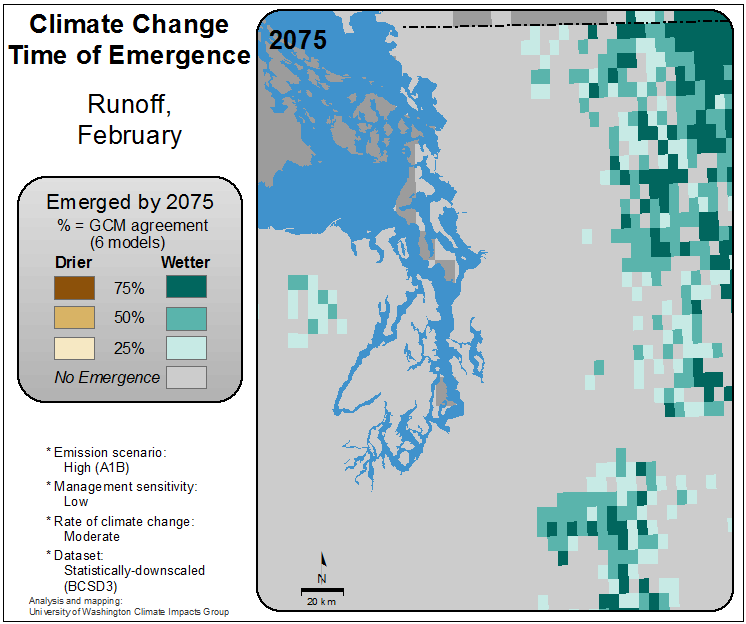 Climate Change
Time of Emergence
Runoff,
February
Emerged by 2075
% = GCM agreement
(6 models)
Drier Wetter
75%
50%
25%
No Emergence
* Emission scenario:
High (A1B)
* Management sensitivity:
Low
* Rate of climate change:
Moderate
* Dataset:
Statistically-downscaled
(BCSD3)
Analysis and mapping:
University of Washington Climate Impacts Group
2075
N
20 km